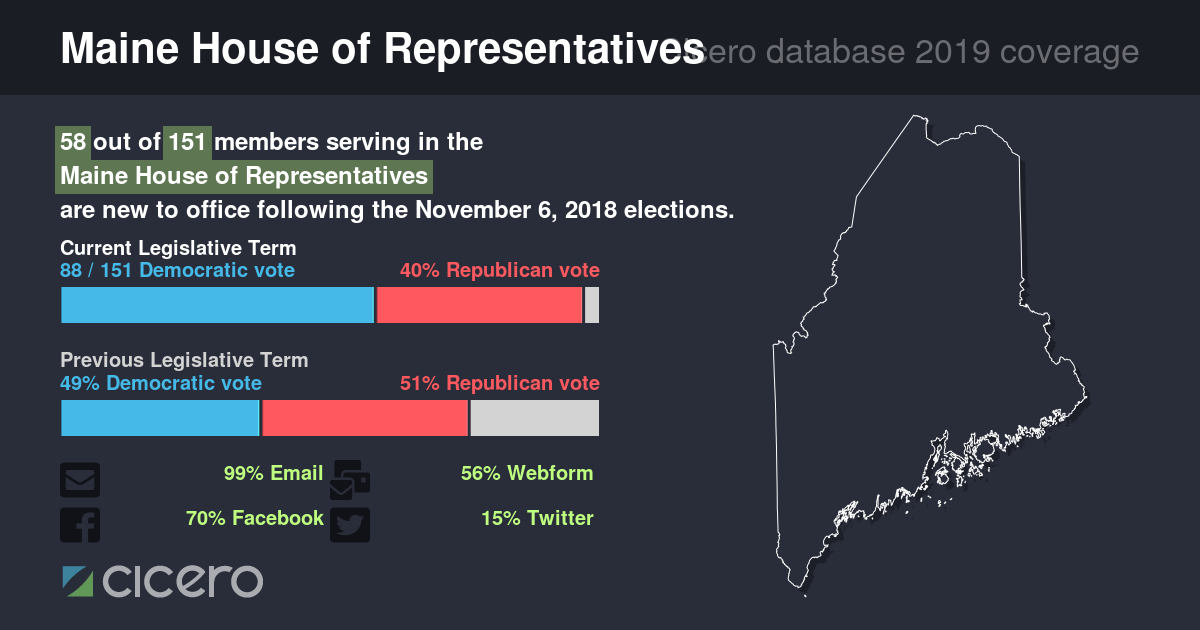 Maine House of Representatives
cero database 2019 coverage
58 out of 151 members serving in the
Maine House of Representatives
are new to office following the November 6, 2018 elections.
Current Legislative Term
88 / 151 Democratic vote 40% Republican vote
Previous Legislative Term
49% Democratic vote 51% Republican vote
99% Email 56% Webform
70% Facebook 15% Twitter
cicero